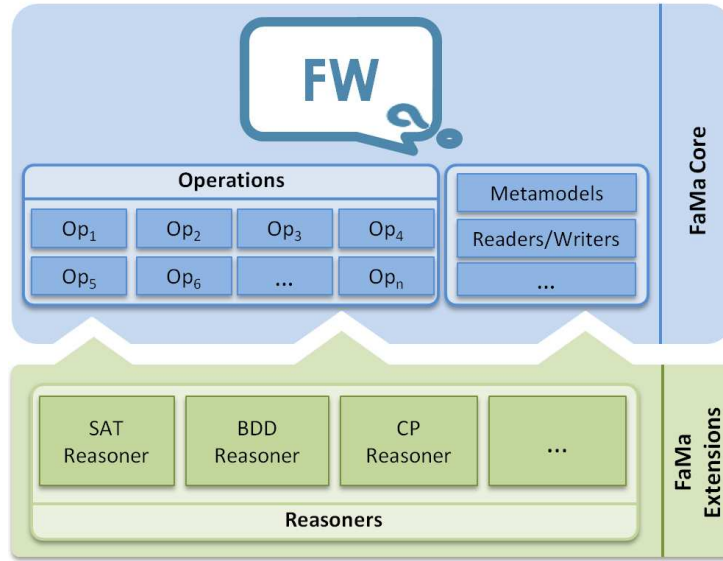 FW
FaMa Core
Operations
Op1 Op2 Op3 Op4
Op5 Op6 ... Opn
Metamodels
Readers/Writers
...
SAT
Reasoner
BDD
Reasoner
CP
Reasoner
...
Reasoners
FaMa
Extensions